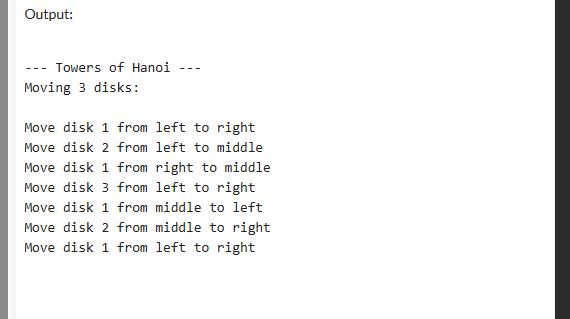 Output:
--- Towers of Hanoi ---
Moving 3 disks:
Move disk 1 from left to right
Move disk 2 from left to middle
Move disk 1 from right to middle
Move disk 3 from left to right
Move disk 1 from middle to left
Move disk 2 from middle to right
Move disk 1 from left to right